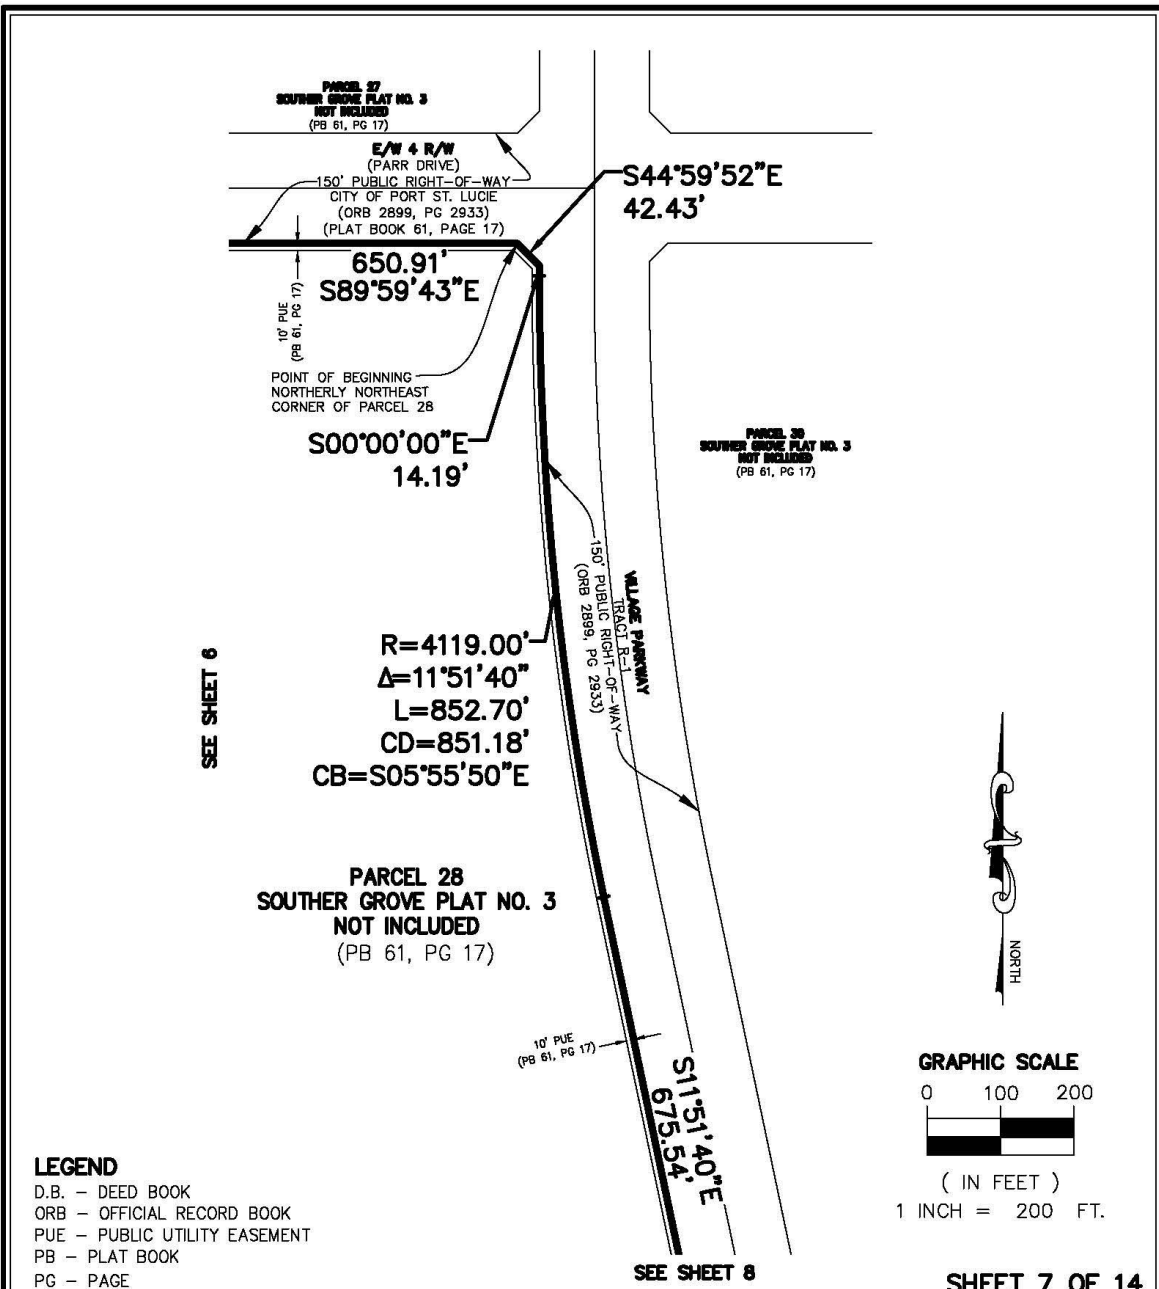 PARCEL 27
SOUTHER GROVE PLAT NO. 3
NOT INCLUDED
(PB 61, PG 17)
E/W 4 R/W
(PARR DRIVE)
150' PUBLIC RIGHT-OF-WAY
CITY OF PORT ST. LUCIE
(ORB 2899, PG 2933)
(PLAT BOOK 61, PAGE 17)
S44°59'52"E
42.43'
650.91'
S89°59'43"E
10' PUE
(PB 61, PG 17)
POINT OF BEGINNING
NORTHERLY NORTHEAST
CORNER OF PARCEL 28
S00°00'00"E
14.19'
PARCEL 36
SOUTHER GROVE PLAT NO. 3
NOT INCLUDED
(PB 61, PG 17)
VILLAGE PARKWAY
TRACT R-1
150' PUBLIC RIGHT-OF-WAY
(ORB 2899, PG 2933)
R=4119.00'
Δ=11°51'40"
L=852.70'
CD=851.18'
CB=S05°55'50"E
SEE SHEET 6
PARCEL 28
SOUTHER GROVE PLAT NO. 3
NOT INCLUDED
(PB 61, PG 17)
NORTH
10' PUE
(PB 61, PG 17)
S11°51'40"E
675.54'
GRAPHIC SCALE
0 100 200
( IN FEET )
1 INCH = 200 FT.
LEGEND
D.B. - DEED BOOK
ORB - OFFICIAL RECORD BOOK
PUE - PUBLIC UTILITY EASEMENT
PB - PLAT BOOK
PG - PAGE
SEE SHEET 8
SHEET 7 OF 14